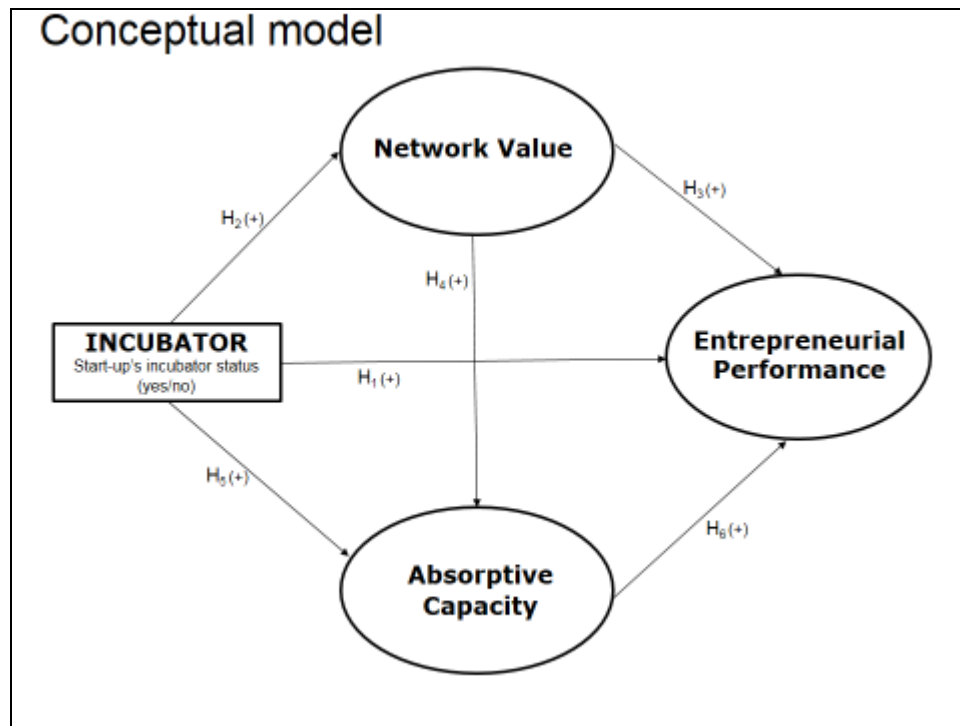 Conceptual model
Network Value
H₂(+)
H₃(+)
H₄(+)
INCUBATOR
Start-up's incubator status
(yes/no)
H₁(+)
Entrepreneurial
Performance
H₅(+)
H₆(+)
Absorptive
Capacity